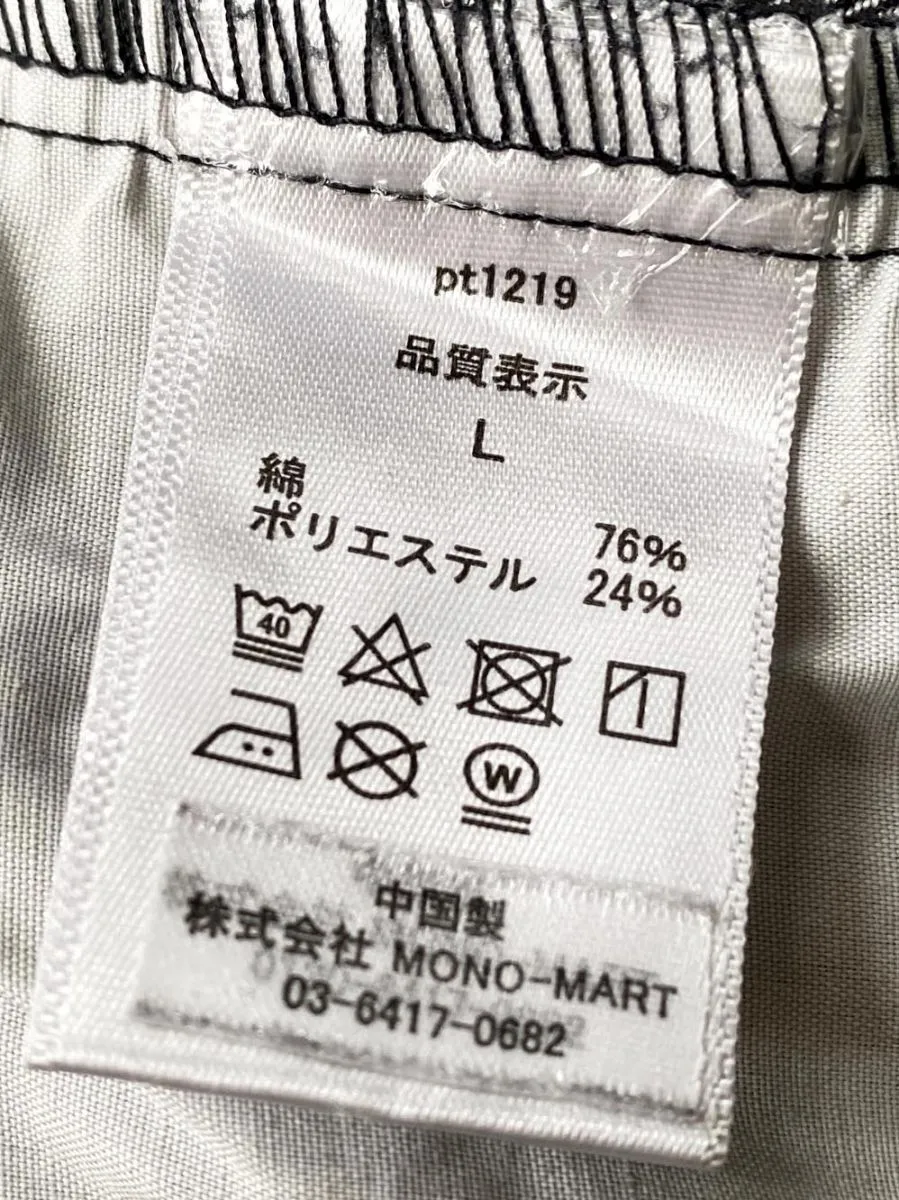 pt1219
品質表示
L
綿 76%
ポリエステル 24%
40
W
中国製
株式会社 MONO-MART
03-6417-0682